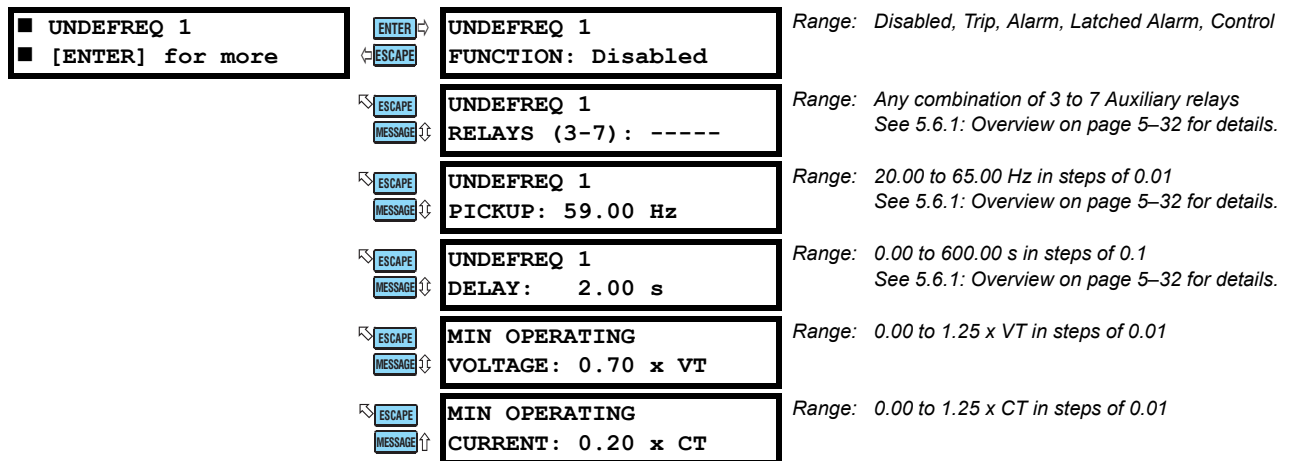 ■ UNDEFREQ 1
■ [ENTER] for more
ENTER ⇨
⇦ ESCAPE
UNDEFREQ 1
FUNCTION: Disabled
Range: Disabled, Trip, Alarm, Latched Alarm, Control
ESCAPE
MESSAGE
UNDEFREQ 1
RELAYS (3-7): -----
Range: Any combination of 3 to 7 Auxiliary relays
See 5.6.1: Overview on page 5–32 for details.
ESCAPE
MESSAGE
UNDEFREQ 1
PICKUP: 59.00 Hz
Range: 20.00 to 65.00 Hz in steps of 0.01
See 5.6.1: Overview on page 5–32 for details.
ESCAPE
MESSAGE
UNDEFREQ 1
DELAY: 2.00 s
Range: 0.00 to 600.00 s in steps of 0.1
See 5.6.1: Overview on page 5–32 for details.
ESCAPE
MESSAGE
MIN OPERATING
VOLTAGE: 0.70 x VT
Range: 0.00 to 1.25 x VT in steps of 0.01
ESCAPE
MESSAGE
MIN OPERATING
CURRENT: 0.20 x CT
Range: 0.00 to 1.25 x CT in steps of 0.01